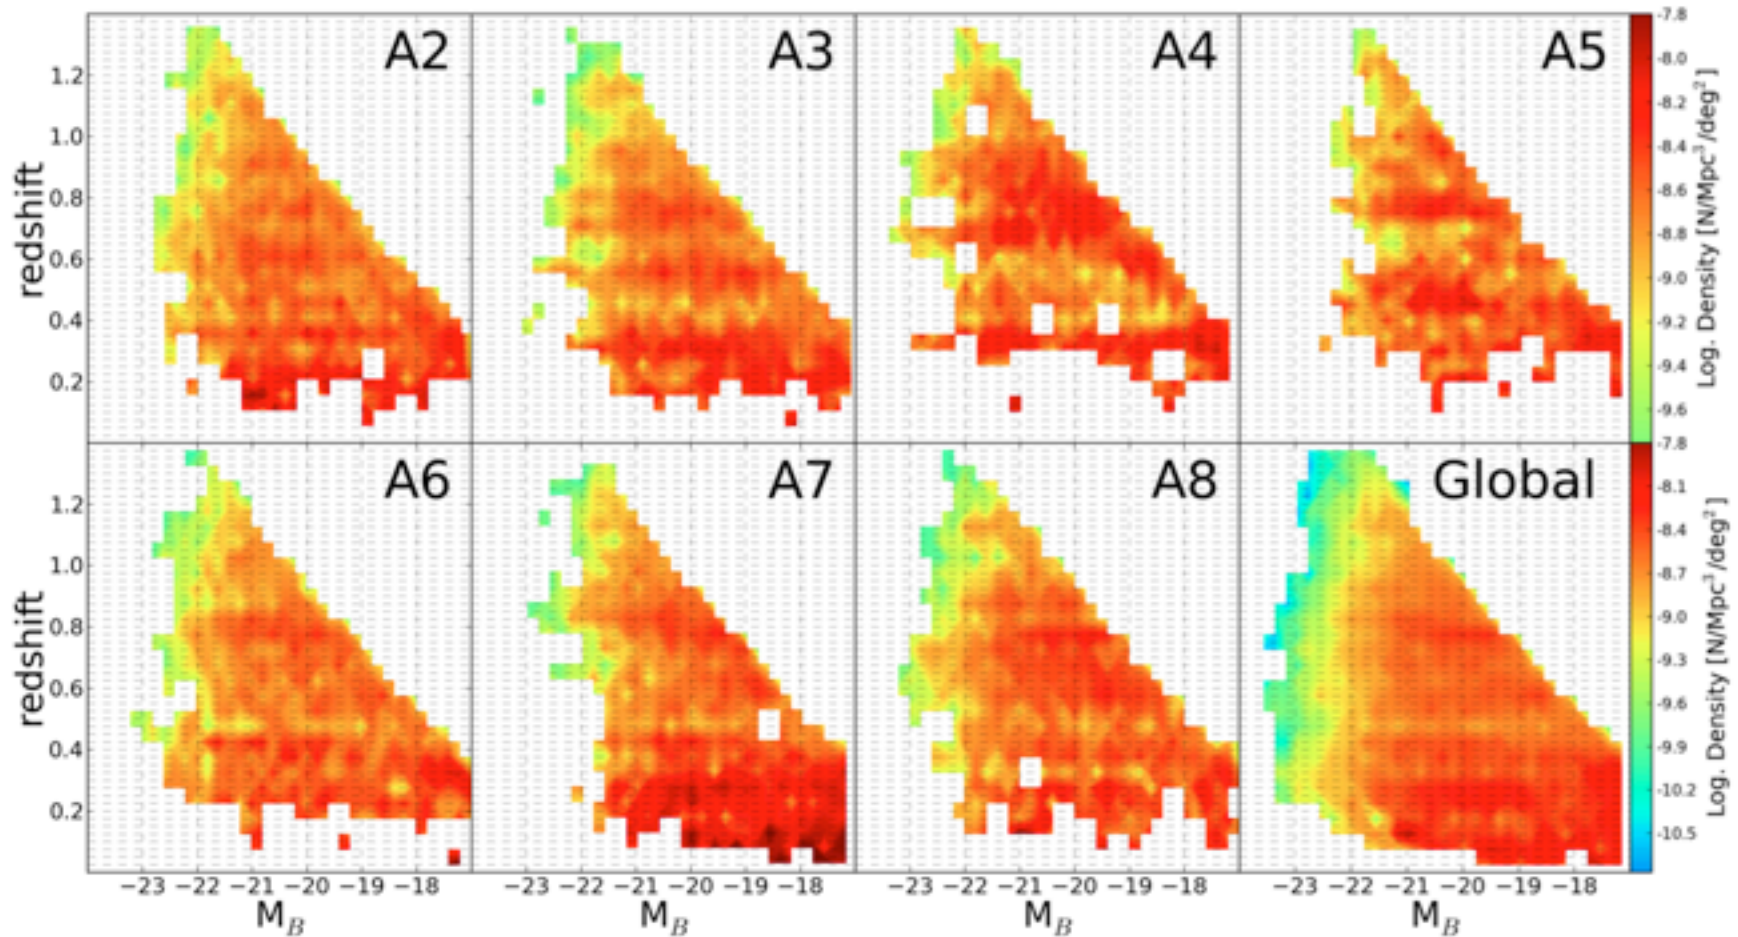 A2
A3
A4
A5
1.2
1.0
0.8
0.6
0.4
0.2
redshift
-7.8
-8.0
-8.2
-8.4
-8.6
-8.8
-9.0
-9.2
-9.4
-9.6
Log. Density [N/Mpc³/deg²]
A6
A7
A8
Global
1.2
1.0
0.8
0.6
0.4
0.2
redshift
-7.8
-8.1
-8.4
-8.7
-9.0
-9.3
-9.6
-9.9
-10.2
-10.5
Log. Density [N/Mpc³/deg²]
−23 −22 −21 −20 −19 −18
−23 −22 −21 −20 −19 −18
−23 −22 −21 −20 −19 −18
−23 −22 −21 −20 −19 −18
M_B
M_B
M_B
M_B